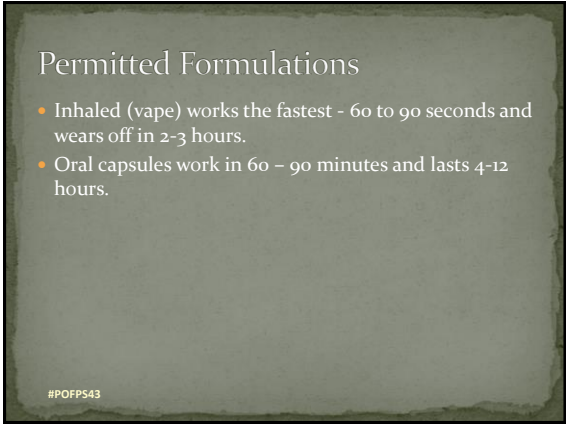 Permitted Formulations
• Inhaled (vape) works the fastest - 60 to 90 seconds and
wears off in 2-3 hours.
• Oral capsules work in 60 – 90 minutes and lasts 4-12
hours.
#POFPS43